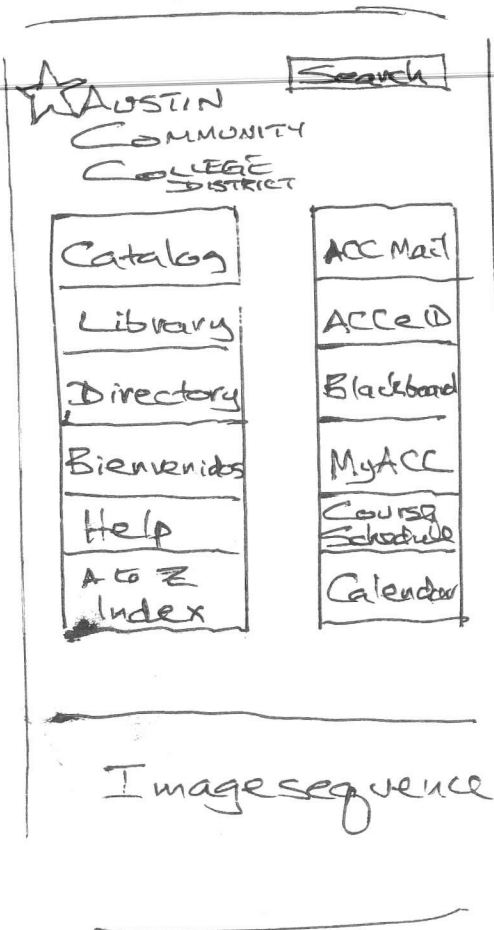 Search
AUSTIN
COMMUNITY
COLLEGE
DISTRICT
Catalog
Library
Directory
Bienvenidos
Help
A to Z
Index
ACC Mail
ACCeID
Blackboard
MyACC
Course
Schedule
Calendar
Imagesequence